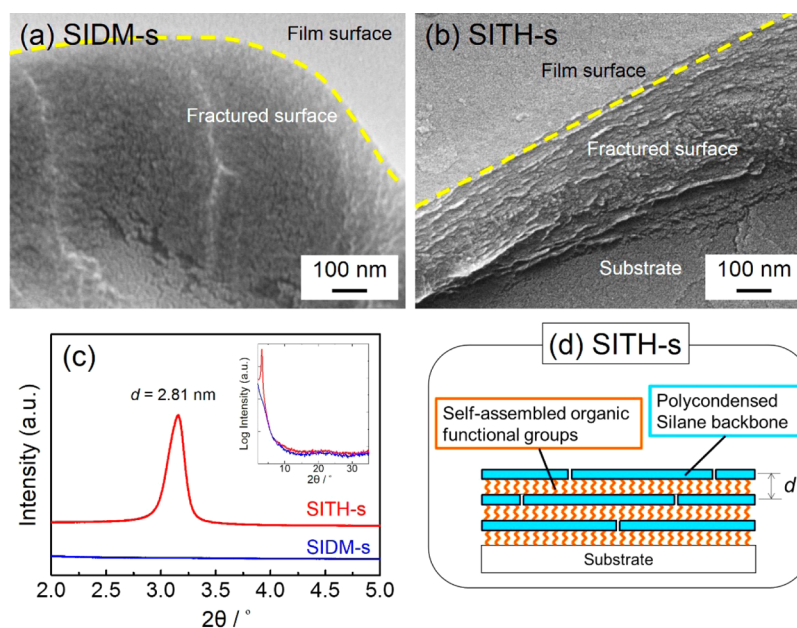 (a) SIDM-s
Film surface
Fractured surface
100 nm
(b) SITH-s
Film surface
Fractured surface
Substrate
100 nm
(c)
d = 2.81 nm
Intensity (a.u.)
SITH-s
SIDM-s
2.0 2.5 3.0 3.5 4.0 4.5 5.0
2θ / °
Log Intensity (a.u.)
10 20 30
2θ / °
(d) SITH-s
Self-assembled organic
functional groups
Polycondensed
Silane backbone
d
Substrate